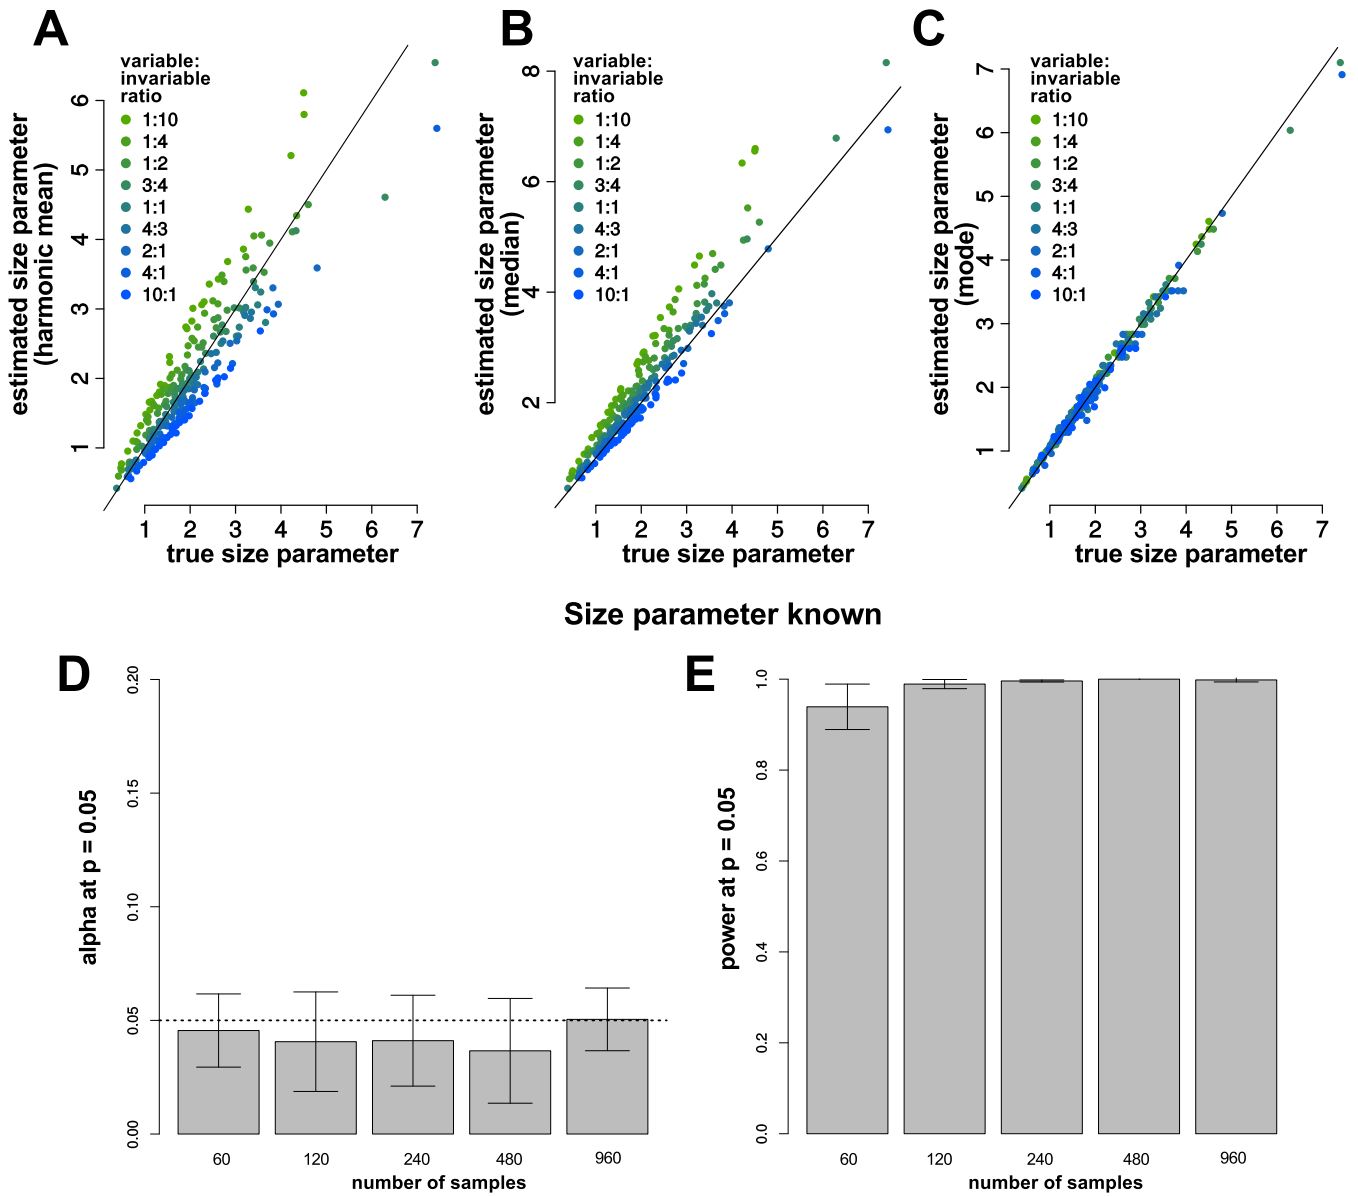 A
variable:
invariable
ratio
1:10
1:4
1:2
3:4
1:1
4:3
2:1
4:1
10:1
estimated size parameter
(harmonic mean)
6
5
4
3
2
1
1 2 3 4 5 6 7
true size parameter
B
variable:
invariable
ratio
1:10
1:4
1:2
3:4
1:1
4:3
2:1
4:1
10:1
estimated size parameter
(median)
8
6
4
2
1 2 3 4 5 6 7
true size parameter
C
variable:
invariable
ratio
1:10
1:4
1:2
3:4
1:1
4:3
2:1
4:1
10:1
estimated size parameter
(mode)
7
6
5
4
3
2
1
1 2 3 4 5 6 7
true size parameter
Size parameter known
D
alpha at p = 0.05
0.20
0.15
0.10
0.05
0.00
60 120 240 480 960
number of samples
E
power at p = 0.05
1.0
0.8
0.6
0.4
0.2
0.0
60 120 240 480 960
number of samples